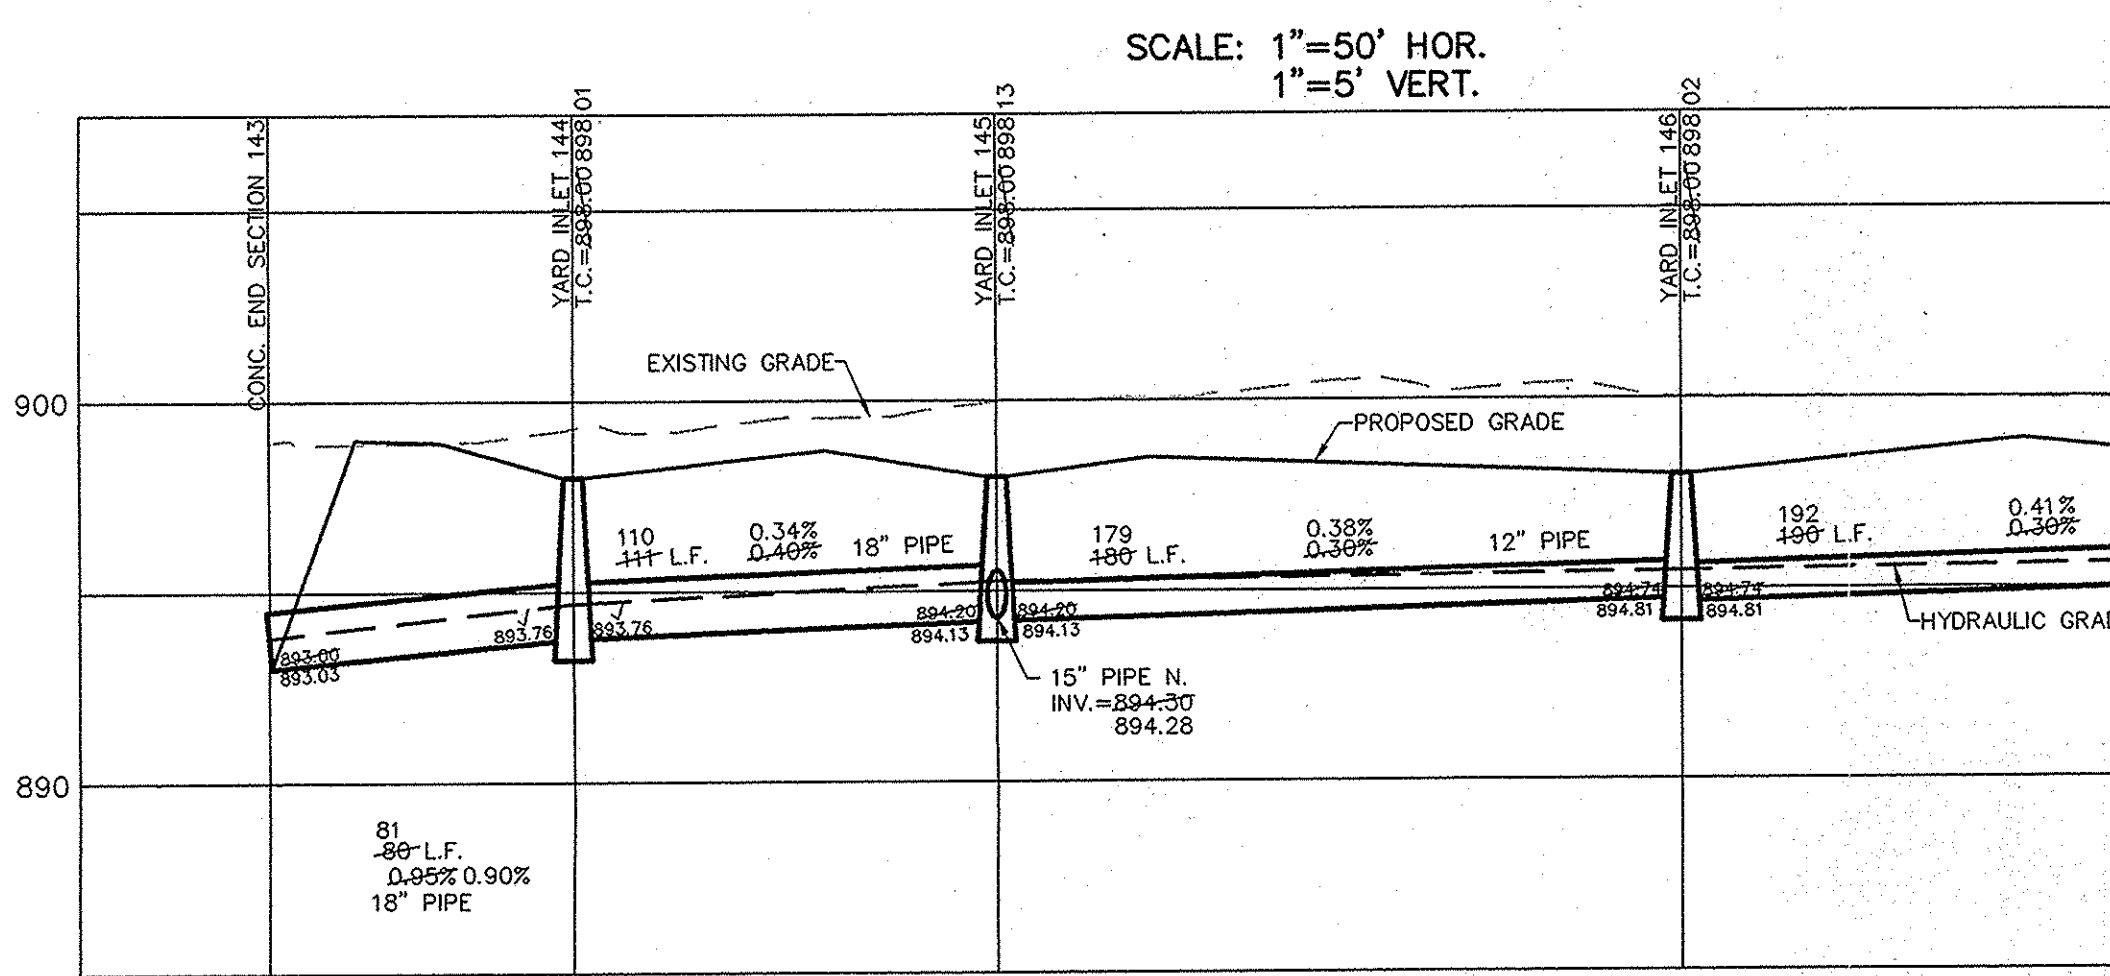 SCALE: 1"=50' HOR.
1"=5' VERT.
CONC. END SECTION 143
YARD INLET 144
T.C.=898.00 898 01
YARD INLET 145
T.C.=898.00 898 13
YARD INLET 146
T.C.=898.00 898 02
EXISTING GRADE
900
PROPOSED GRADE
110
111 L.F.
0.34%
0.40%
18" PIPE
179
180 L.F.
0.38%
0.30%
12" PIPE
192
190 L.F.
0.41%
0.30%
893.00
893.03
893.76
893.76
894.20
894.13
894.20
894.13
894.74
894.81
894.74
894.81
HYDRAULIC GRAD
15" PIPE N.
INV.=894.30
894.28
890
81
80 L.F.
0.95% 0.90%
18" PIPE